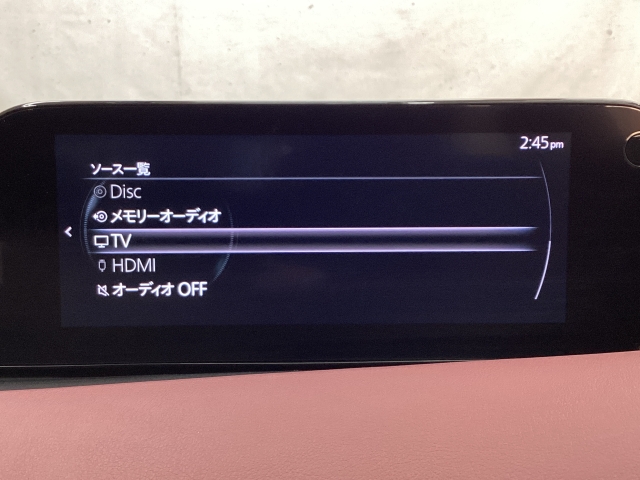 2:45pm
ソース一覧
Disc
メモリーオーディオ
TV
HDMI
オーディオ OFF